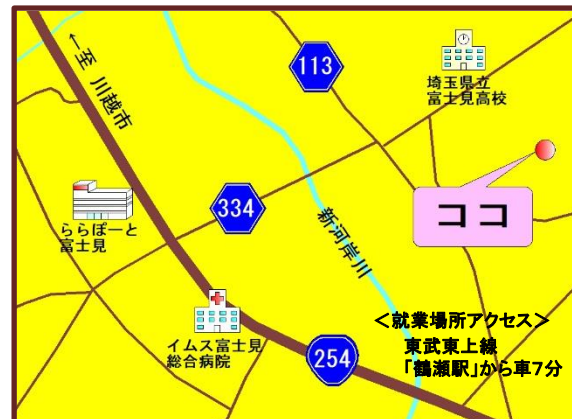 ←至 川越市
113
埼玉県立
富士見高校
ららぽーと
富士見
334
新河岸川
ココ
イムス富士見
総合病院
254
＜就業場所アクセス＞
東武東上線
「鶴瀬駅」から車7分